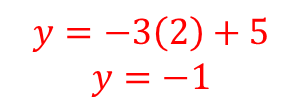 y = −3(2) + 5
y = −1